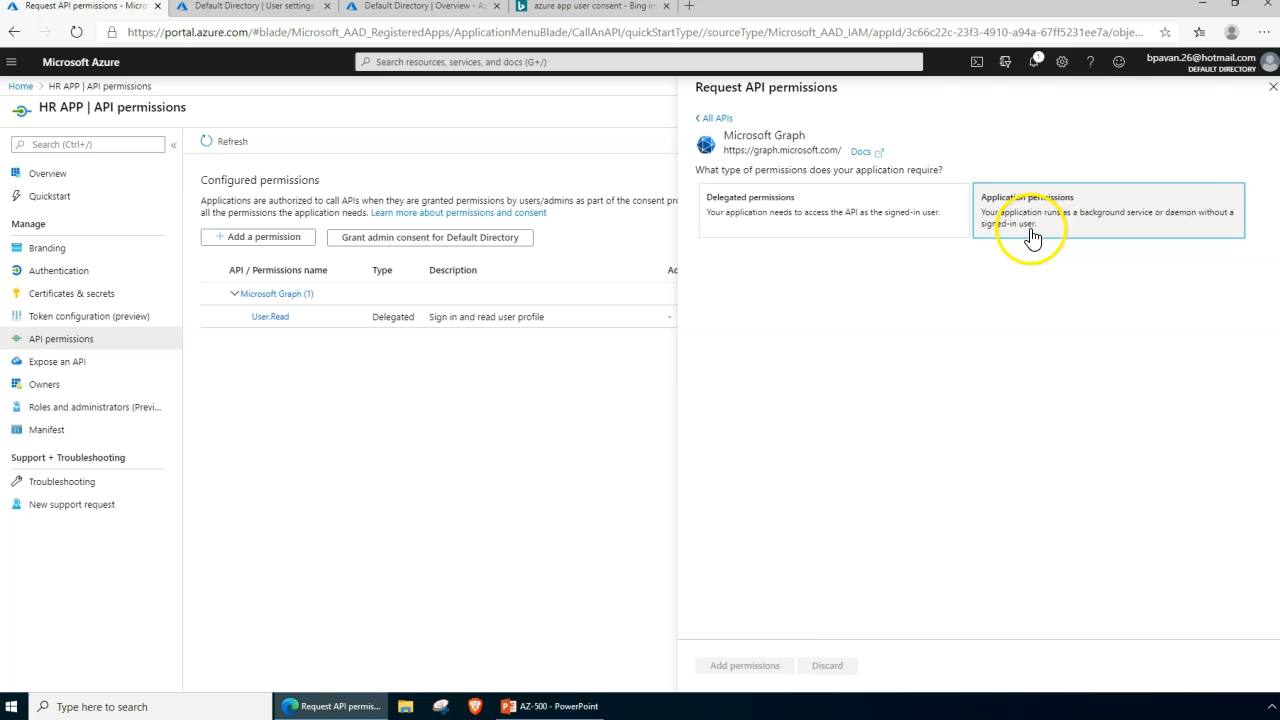 Request API permissions - Micros
Default Directory | User settings
Default Directory | Overview - Az
azure app user consent - Bing in
https://portal.azure.com/#blade/Microsoft_AAD_RegisteredApps/ApplicationMenuBlade/CallAnAPI/quickStartType//sourceType/Microsoft_AAD_IAM/appId/3c66c22c-23f3-4910-a94a-67ff5231ee7a/obje...
Microsoft Azure
Search resources, services, and docs (G+/)
1
bpavan.26@hotmail.com
DEFAULT DIRECTORY
Home > HR APP | API permissions
HR APP | API permissions
Search (Ctrl+/)
Overview
Quickstart
Manage
Branding
Authentication
Certificates & secrets
Token configuration (preview)
API permissions
Expose an API
Owners
Roles and administrators (Previ...
Manifest
Support + Troubleshooting
Troubleshooting
New support request
Refresh
Configured permissions
Applications are authorized to call APIs when they are granted permissions by users/admins as part of the consent pro
all the permissions the application needs. Learn more about permissions and consent
+ Add a permission
Grant admin consent for Default Directory
API / Permissions name Type Description Ad
Microsoft Graph (1)
User.Read Delegated Sign in and read user profile -
Request API permissions
All APIs
Microsoft Graph
https://graph.microsoft.com/ Docs
What type of permissions does your application require?
Delegated permissions
Your application needs to access the API as the signed-in user.
Application permissions
Your application runs as a background service or daemon without a
signed-in user.
Add permissions
Discard
Type here to search
Request API permis...
AZ-500 - PowerPoint